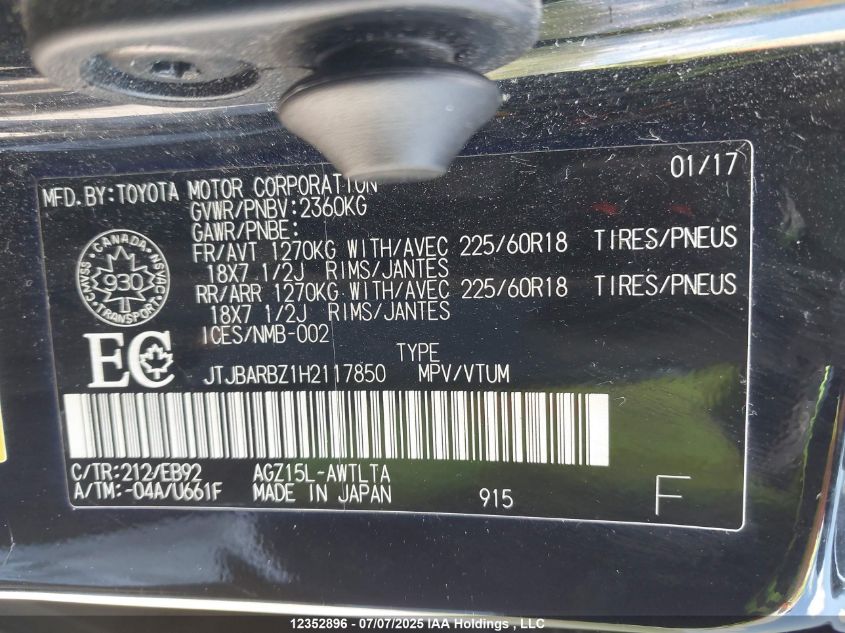 01/17
MFD.BY:TOYOTA MOTOR CORPORATION
GVWR/PNBV:2360KG
GAWR/PNBE:
FR/AVT 1270KG WITH/AVEC 225/60R18 TIRES/PNEUS
18X7 1/2J RIMS/JANTES
RR/ARR 1270KG WITH/AVEC 225/60R18 TIRES/PNEUS
18X7 1/2J RIMS/JANTES
ICES/NMB-002
CANADA
CMVSS 930 NSVAC
TRANSPORT
EC
TYPE
JTJBARBZ1H2117850 MPV/VTUM
C/TR:212/EB92 AGZ15L-AWTLTA
A/TM:-04A/U661F MADE IN JAPAN 915 F
12352896 - 07/07/2025 IAA Holdings , LLC